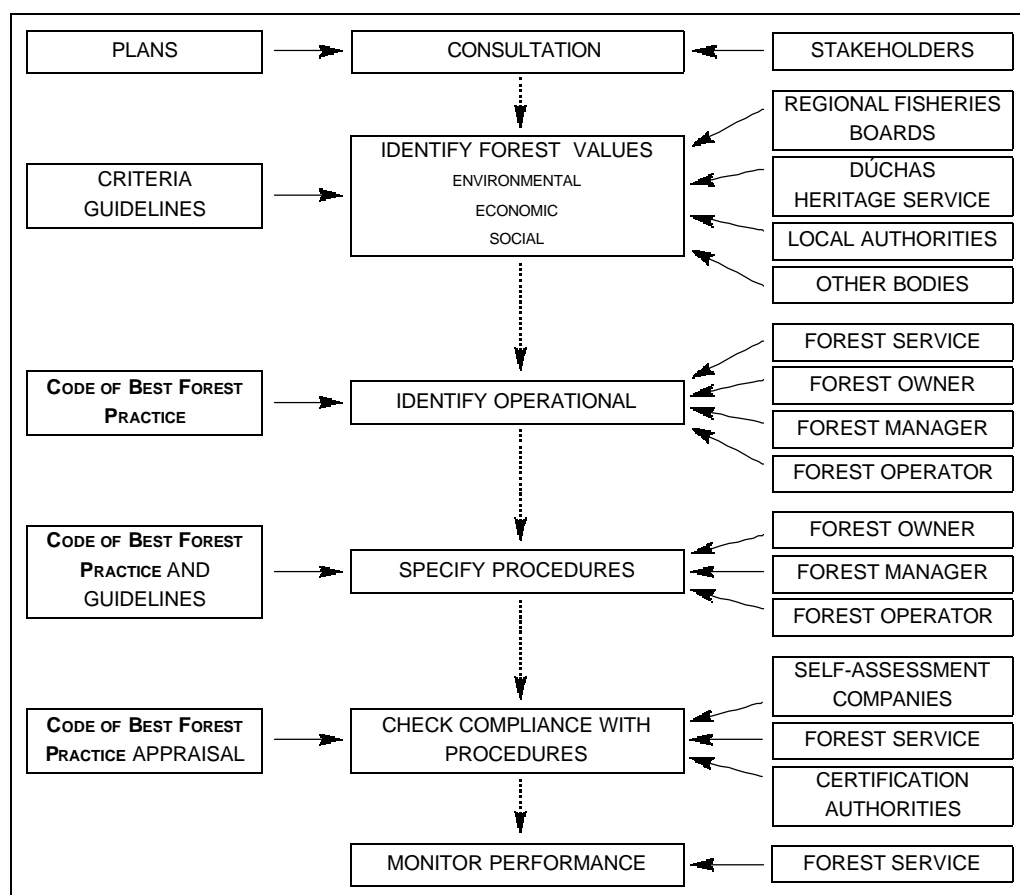 PLANS
CONSULTATION
STAKEHOLDERS
REGIONAL FISHERIES
BOARDS
CRITERIA
GUIDELINES
IDENTIFY FOREST VALUES
ENVIRONMENTAL
ECONOMIC
SOCIAL
DÚCHAS
HERITAGE SERVICE
LOCAL AUTHORITIES
OTHER BODIES
CODE OF BEST FOREST
PRACTICE
IDENTIFY OPERATIONAL
FOREST SERVICE
FOREST OWNER
FOREST MANAGER
FOREST OPERATOR
CODE OF BEST FOREST
PRACTICE AND
GUIDELINES
SPECIFY PROCEDURES
FOREST OWNER
FOREST MANAGER
FOREST OPERATOR
CODE OF BEST FOREST
PRACTICE APPRAISAL
CHECK COMPLIANCE WITH
PROCEDURES
SELF-ASSESSMENT
COMPANIES
FOREST SERVICE
CERTIFICATION
AUTHORITIES
MONITOR PERFORMANCE
FOREST SERVICE